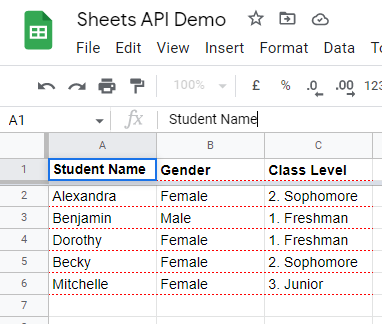 Sheets API Demo
File Edit View Insert Format Data T
100% £ % .0 .00 123
A1 fx Student Name
A B C
1 Student Name Gender Class Level
2 Alexandra Female 2. Sophomore
3 Benjamin Male 1. Freshman
4 Dorothy Female 1. Freshman
5 Becky Female 2. Sophomore
6 Mitchelle Female 3. Junior
7
8